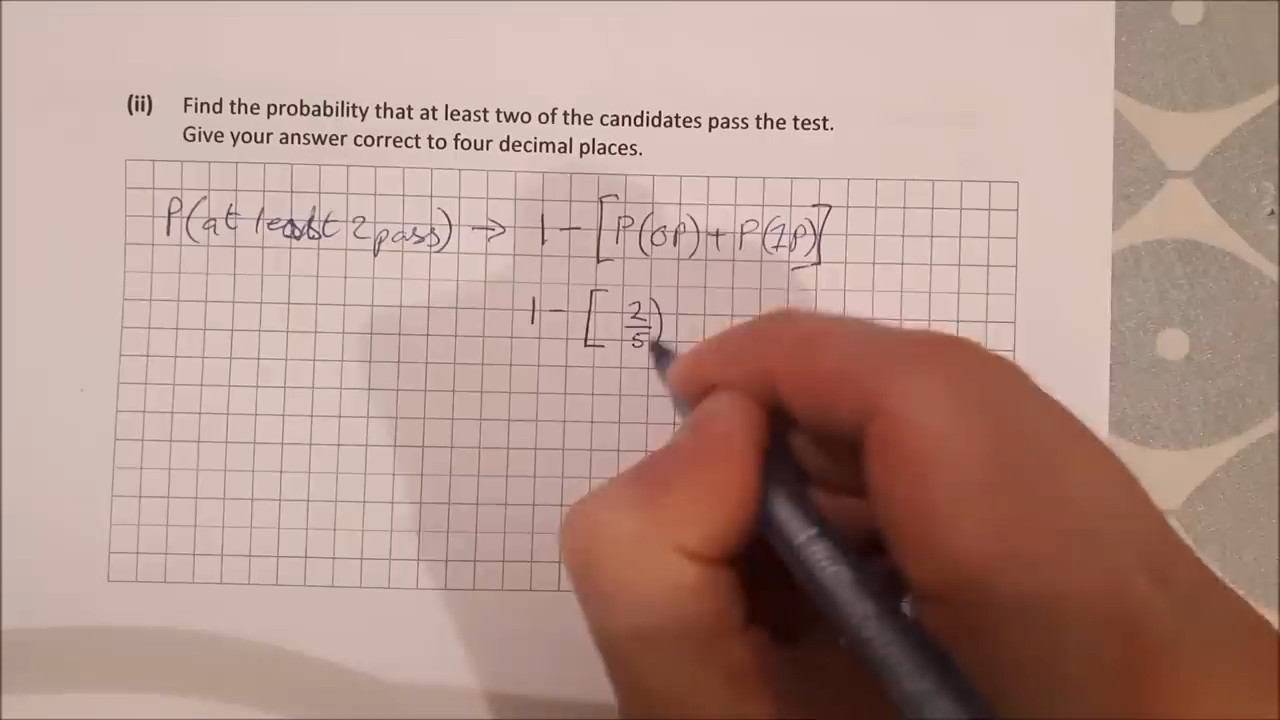 (ii) Find the probability that at least two of the candidates pass the test.
Give your answer correct to four decimal places.
P(at least 2 pass) → 1 - [P(0P) + P(1P)]
1 - [ 2/5)